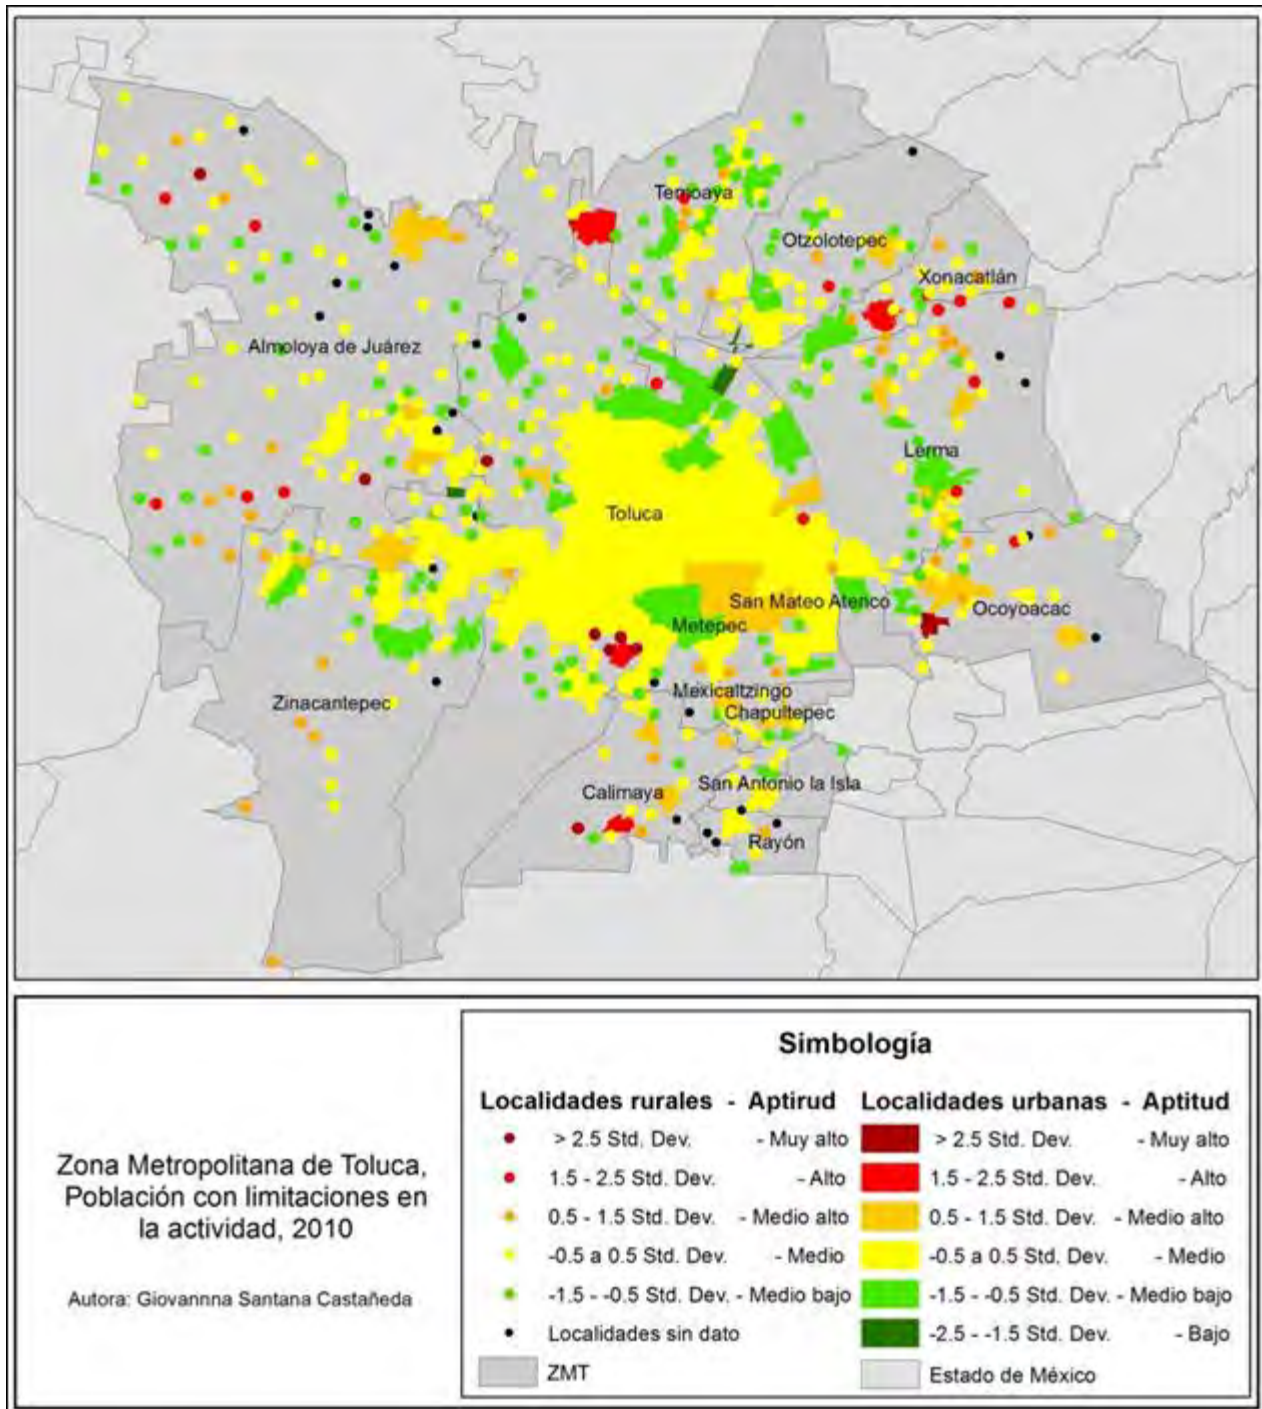 Temoaya
Otzolotepec
Xonacatlán
Almoloya de Juárez
Lerma
Toluca
San Mateo Atenco
Ocoyoacac
Metepec
Mexicaltzingo
Zinacantepec
Chapultepec
San Antonio la Isla
Calimaya
Rayón
Zona Metropolitana de Toluca,
Población con limitaciones en
la actividad, 2010
Autora: Giovannna Santana Castañeda
Simbología
Localidades rurales - Aptirud
> 2.5 Std. Dev. - Muy alto
1.5 - 2.5 Std. Dev. - Alto
0.5 - 1.5 Std. Dev. - Medio alto
-0.5 a 0.5 Std. Dev. - Medio
-1.5 - -0.5 Std. Dev. - Medio bajo
Localidades sin dato
ZMT
Localidades urbanas - Aptitud
> 2.5 Std. Dev. - Muy alto
1.5 - 2.5 Std. Dev. - Alto
0.5 - 1.5 Std. Dev. - Medio alto
-0.5 a 0.5 Std. Dev. - Medio
-1.5 - -0.5 Std. Dev. - Medio bajo
-2.5 - -1.5 Std. Dev. - Bajo
Estado de México